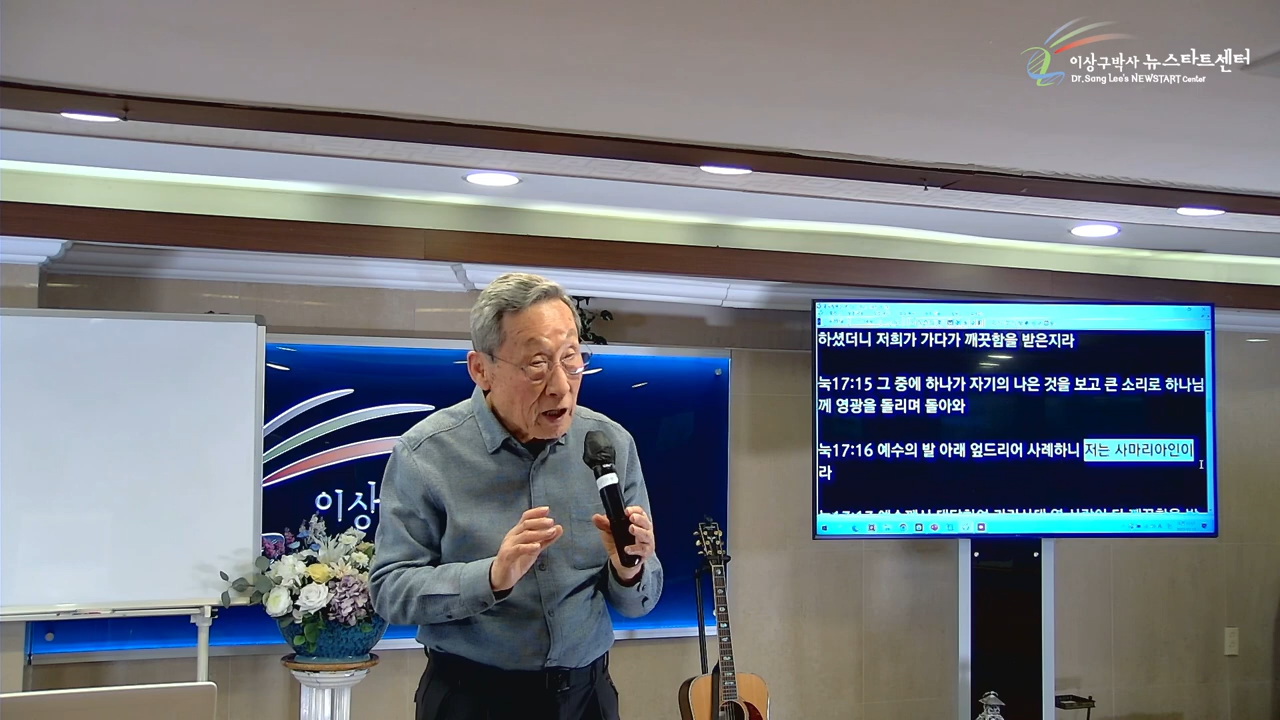 이상구박사 뉴스타트센터
Dr. Sang Lee's NEWSTART Center
하셨더니 저희가 가다가 깨끗함을 받은지라
눅17:15 그 중에 하나가 자기의 나은 것을 보고 큰 소리로 하나님
께 영광을 돌리며 돌아와
눅17:16 예수의 발 아래 엎드리어 사례하니 저는 사마리아인이
라
이상